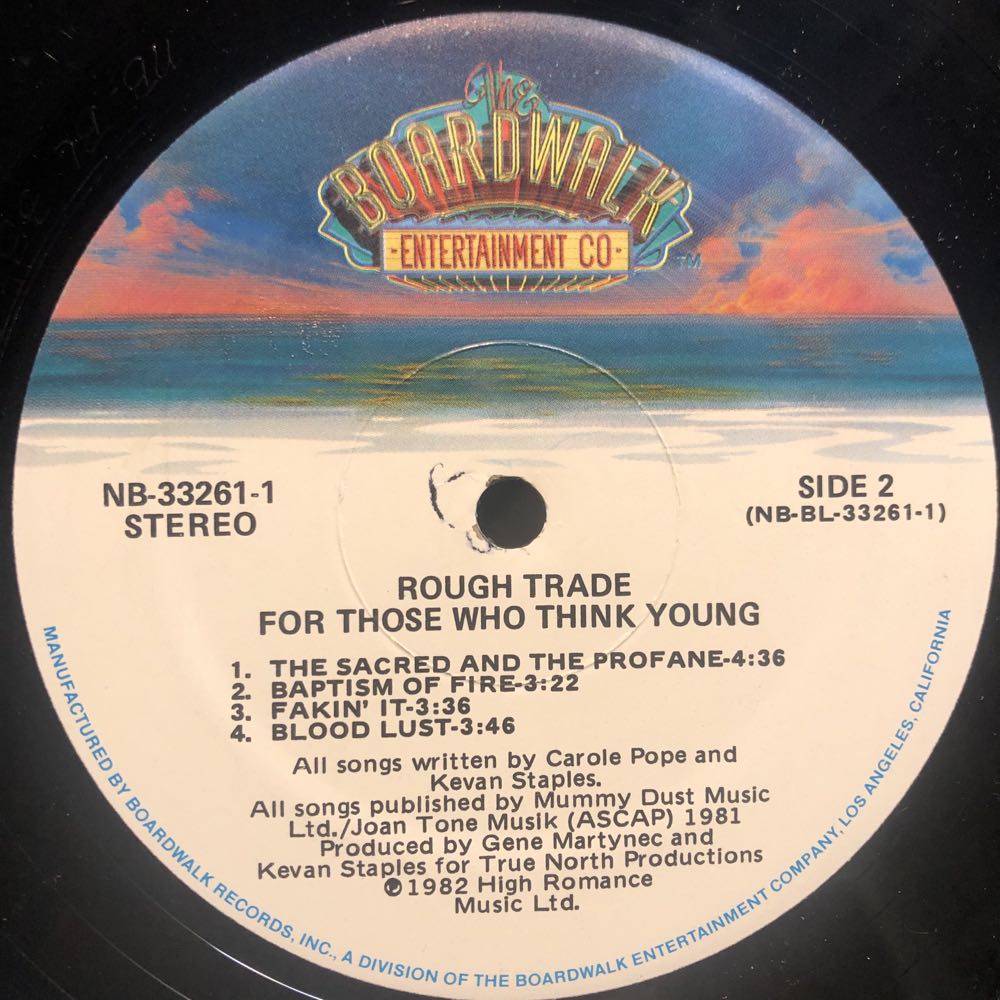 The
BOARDWALK
ENTERTAINMENT CO
TM
NB-33261-1
STEREO
SIDE 2
(NB-BL-33261-1)
ROUGH TRADE
FOR THOSE WHO THINK YOUNG
1. THE SACRED AND THE PROFANE-4:36
2. BAPTISM OF FIRE-3:22
3. FAKIN' IT-3:36
4. BLOOD LUST-3:46
All songs written by Carole Pope and
Kevan Staples.
All songs published by Mummy Dust Music
Ltd./Joan Tone Musik (ASCAP) 1981
Produced by Gene Martynec and
Kevan Staples for True North Productions
℗1982 High Romance
Music Ltd.
MANUFACTURED BY BOARDWALK RECORDS, INC., A DIVISION OF THE BOARDWALK ENTERTAINMENT COMPANY, LOS ANGELES, CALIFORNIA